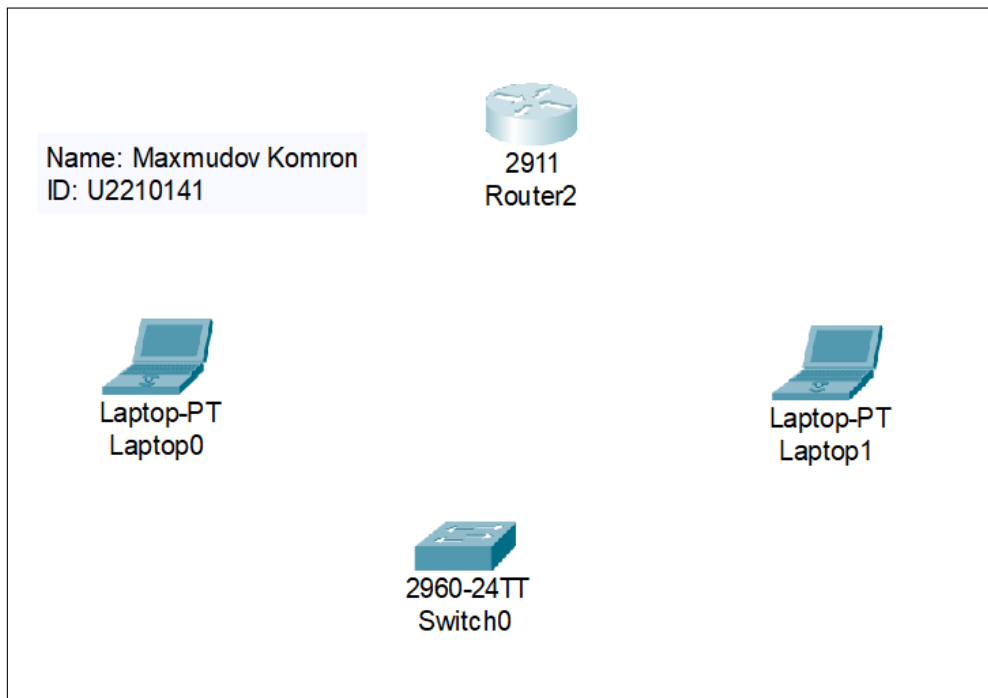 Name: Maxmudov Komron
ID: U2210141
2911
Router2
Laptop-PT
Laptop0
Laptop-PT
Laptop1
2960-24TT
Switch0